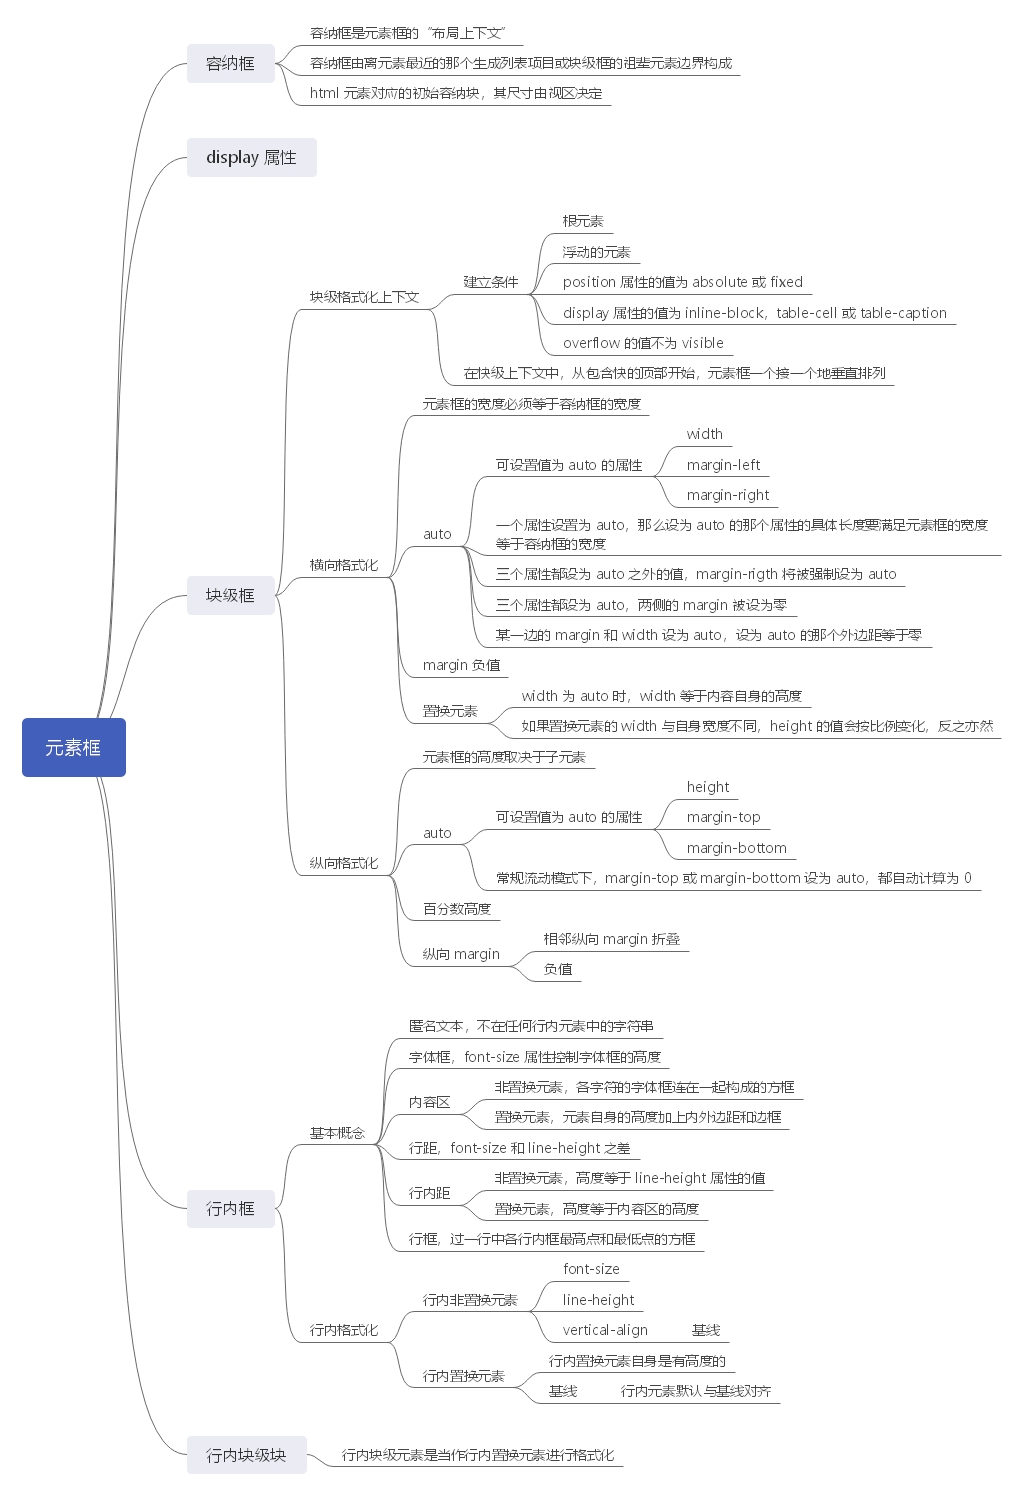 容纳框是元素框的“布局上下文”
容纳框
容纳框由离元素最近的那个生成列表项目或块级框的祖辈元素边界构成
html 元素对应的初始容纳块，其尺寸由视区决定
display 属性
根元素
浮动的元素
建立条件
position 属性的值为 absolute 或 fixed
块级格式化上下文
display 属性的值为 inline-block，table-cell 或 table-caption
overflow 的值不为 visible
在快级上下文中，从包含快的顶部开始，元素框一个接一个地垂直排列
元素框的宽度必须等于容纳框的宽度
width
可设置值为 auto 的属性
margin-left
margin-right
一个属性设置为 auto，那么设为 auto 的那个属性的具体长度要满足元素框的宽度
等于容纳框的宽度
auto
横向格式化
三个属性都设为 auto 之外的值，margin-rigth 将被强制设为 auto
块级框
三个属性都设为 auto，两侧的 margin 被设为零
某一边的 margin 和 width 设为 auto，设为 auto 的那个外边距等于零
margin 负值
width 为 auto 时，width 等于内容自身的高度
置换元素
如果置换元素的 width 与自身宽度不同，height 的值会按比例变化，反之亦然
元素框
元素框的高度取决于子元素
height
可设置值为 auto 的属性
margin-top
auto
margin-bottom
纵向格式化
常规流动模式下，margin-top 或 margin-bottom 设为 auto，都自动计算为 0
百分数高度
相邻纵向 margin 折叠
纵向 margin
负值
匿名文本，不在任何行内元素中的字符串
字体框，font-size 属性控制字体框的高度
非置换元素，各字符的字体框连在一起构成的方框
内容区
置换元素，元素自身的高度加上内外边距和边框
基本概念
行距，font-size 和 line-height 之差
非置换元素，高度等于 line-height 属性的值
行内距
置换元素，高度等于内容区的高度
行内框
行框，过一行中各行内框最高点和最低点的方框
font-size
行内非置换元素
line-height
vertical-align 基线
行内格式化
行内置换元素自身是有高度的
行内置换元素
基线 行内元素默认与基线对齐
行内块级块
行内块级元素是当作行内置换元素进行格式化